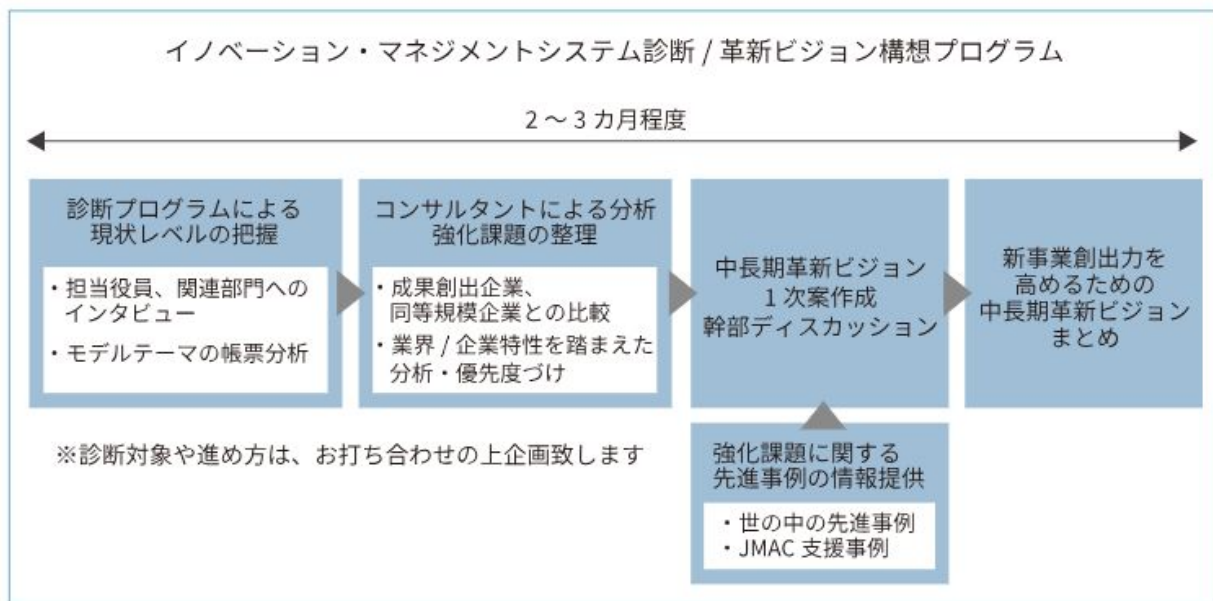 イノベーション・マネジメントシステム診断 / 革新ビジョン構想プログラム
2 ～ 3 カ月程度
診断プログラムによる
現状レベルの把握
・担当役員、関連部門への
インタビュー
・モデルテーマの帳票分析
コンサルタントによる分析
強化課題の整理
・成果創出企業、
同等規模企業との比較
・業界 / 企業特性を踏まえた
分析・優先度づけ
中長期革新ビジョン
1 次案作成
幹部ディスカッション
新事業創出力を
高めるための
中長期革新ビジョン
まとめ
※診断対象や進め方は、お打ち合わせの上企画致します
強化課題に関する
先進事例の情報提供
・世の中の先進事例
・JMAC 支援事例